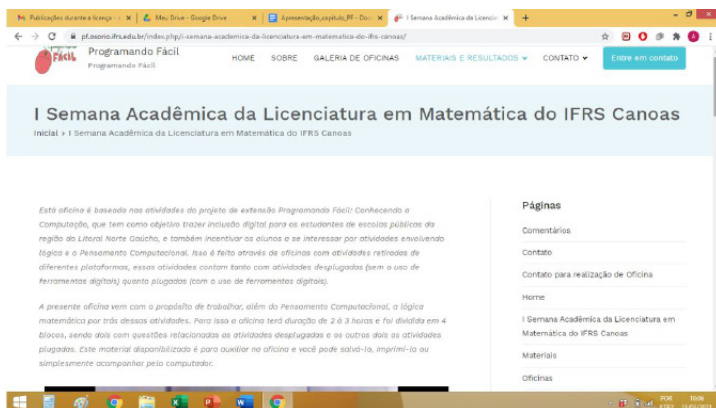 Publicações durante a licença -
Meu Drive - Google Drive
Apresentação_capítulo_PF - Doc
I Semana Acadêmica da Licencia
pf.osorio.ifrs.edu.br/index.php/i-semana-academica-da-licenciatura-em-matematica-do-ifrs-canoas/
FÁCIL
Programando Fácil
Programando Fácil
HOME
SOBRE
GALERIA DE OFICINAS
MATERIAIS E RESULTADOS
CONTATO
Entre em contato
I Semana Acadêmica da Licenciatura em Matemática do IFRS Canoas
Inicial › I Semana Acadêmica da Licenciatura em Matemática do IFRS Canoas
Está oficina é baseada nas atividades do projeto de extensão Programando Fácil: Conhecendo a
Computação, que tem como objetivo trazer inclusão digital para os estudantes de escolas públicas da
região do Litoral Norte Gaúcho, e também incentivar os alunos a se interessar por atividades envolvendo
lógica e o Pensamento Computacional. Isso é feito através de oficinas com atividades retiradas de
diferentes plataformas, essas atividades contam tanto com atividades desplugadas (sem o uso de
ferramentas digitais) quanto plugadas (com o uso de ferramentas digitais).
A presente oficina vem com o propósito de trabalhar, além do Pensamento Computacional, a lógica
matemática por trás dessas atividades. Para isso a oficina terá duração de 2 à 3 horas e foi dividida em 4
blocos, sendo dois com questões relacionadas as atividades desplugadas e os outros dois as atividades
plugadas. Este material disponibilizado é para auxiliar na oficina e você pode salvá-lo, imprimí-lo ou
simplesmente acompanhar pelo computador.
Páginas
Comentários
Contato
Contato para realização de Oficina
Home
I Semana Acadêmica da Licenciatura em
Matemática do IFRS Canoas
Materiais
Oficinas
POR
10:06